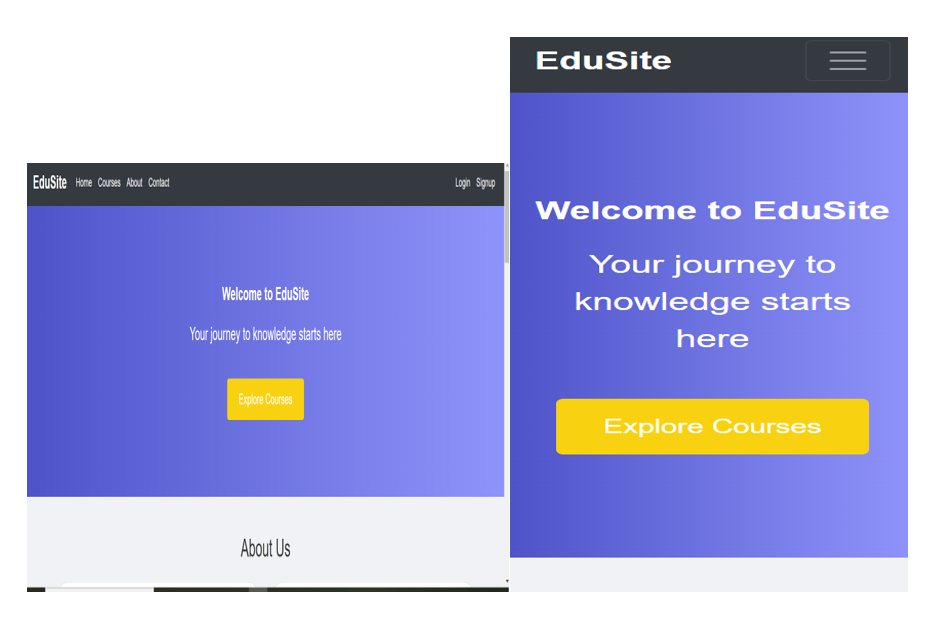 EduSite Home Courses About Contact Login Signup
Welcome to EduSite
Your journey to knowledge starts here
Explore Courses
About Us
EduSite
Welcome to EduSite
Your journey to
knowledge starts
here
Explore Courses